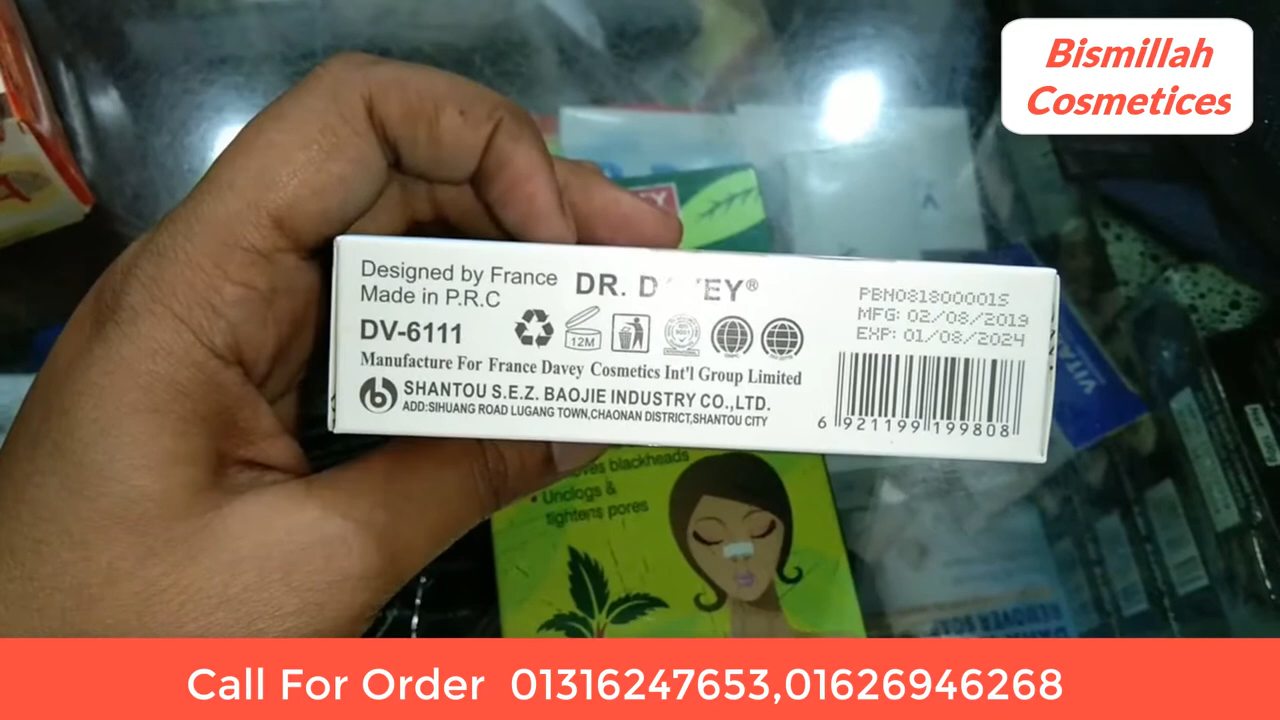 Bismillah
Cosmetices
Designed by France
Made in P.R.C
DR.
DV-6111
12M
Manufacture For France Davey Cosmetics Int'l Group Limited
SHANTOU S.E.Z. BAOJIE INDUSTRY CO.,LTD.
ADD:SIHUANG ROAD LUGANG TOWN,CHAONAN DISTRICT,SHANTOU CITY
PBN081800001S
MFG: 02/08/2019
EXP: 01/08/2024
6 921199 199808
blackheads
• Unclogs &
tightens pores
Call For Order 01316247653,01626946268